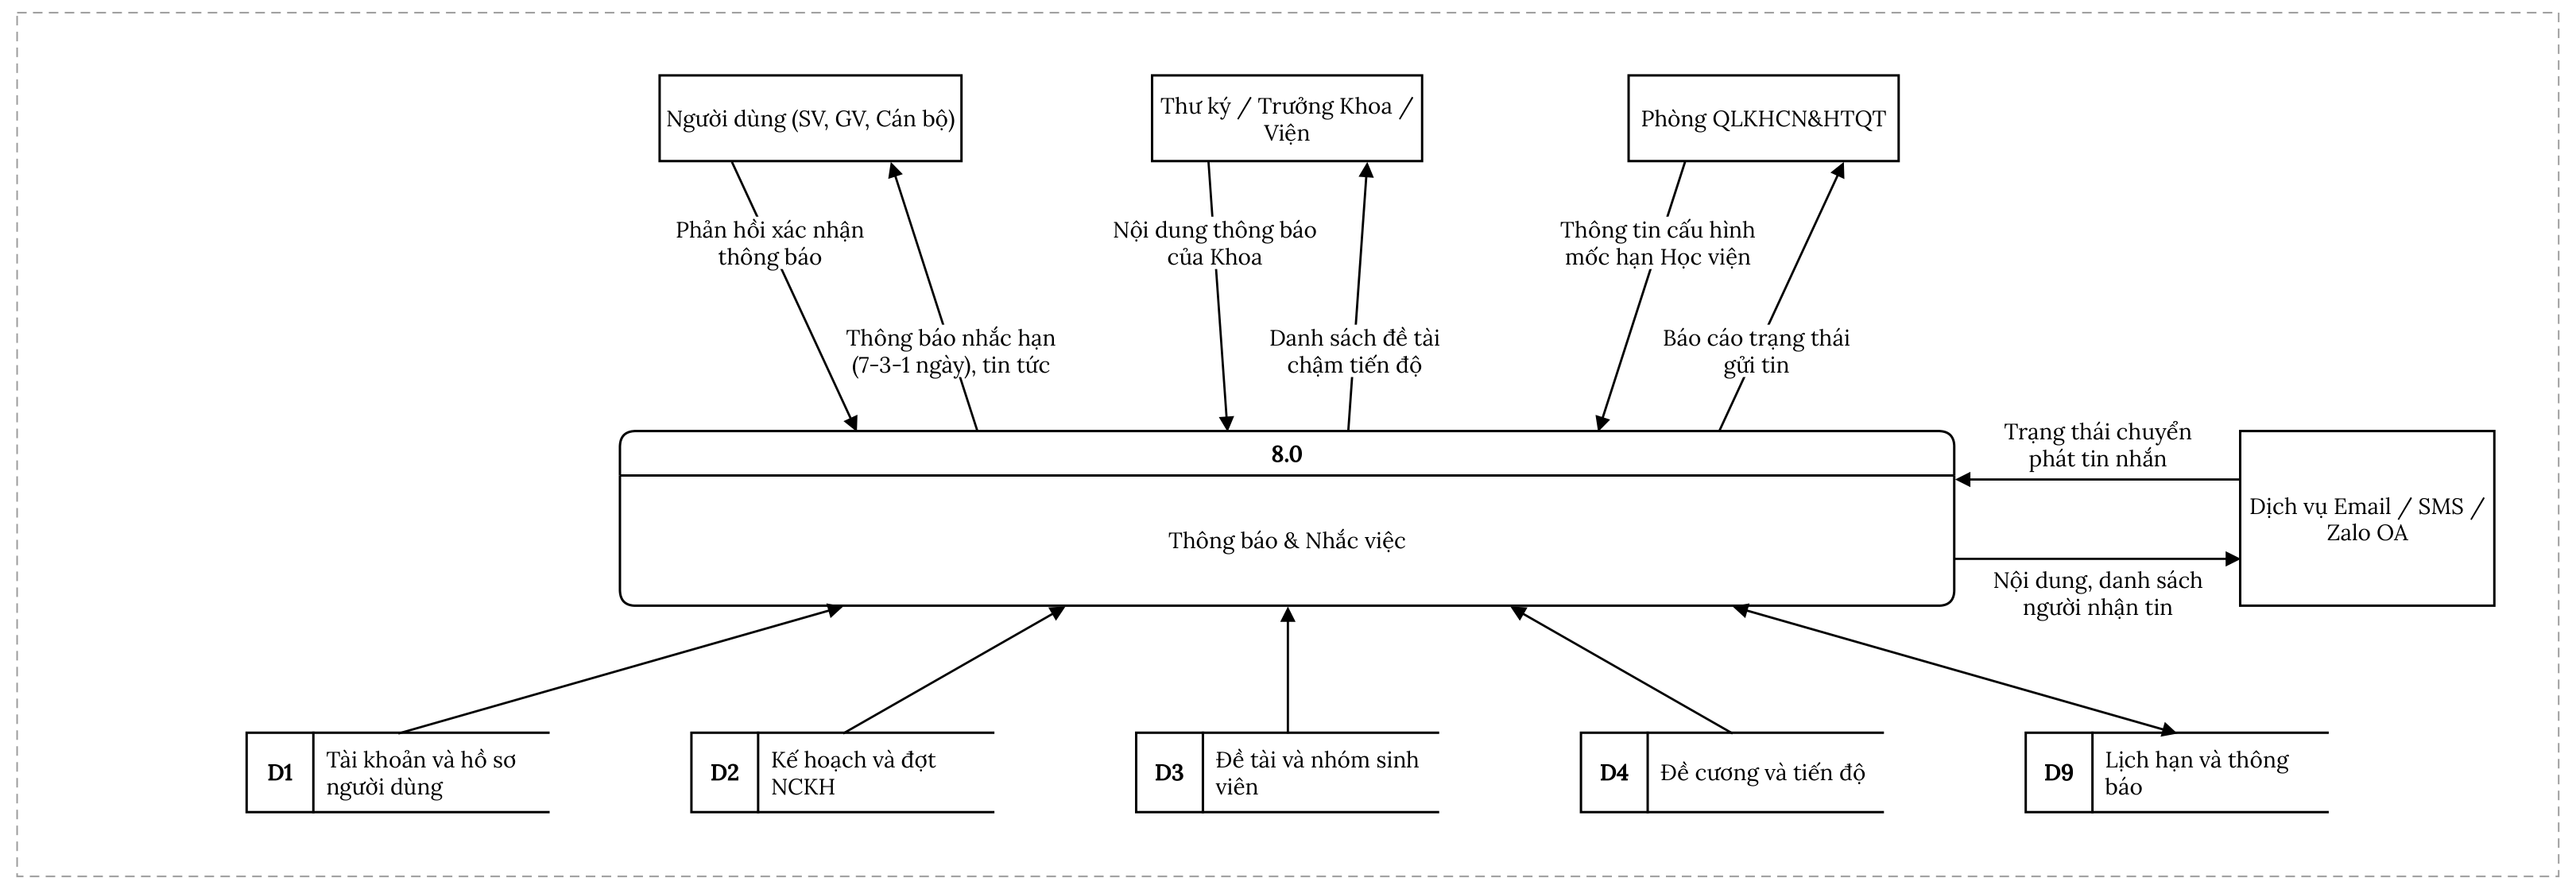 Người dùng (SV, GV, Cán bộ)
Thư ký / Trưởng Khoa /
Viện
Phòng QLKHCN&HTQT
Phản hồi xác nhận
thông báo
Nội dung thông báo
của Khoa
Thông tin cấu hình
mốc hạn Học viện
Thông báo nhắc hạn
(7-3-1 ngày), tin tức
Danh sách đề tài
chậm tiến độ
Báo cáo trạng thái
gửi tin
8.0
Thông báo & Nhắc việc
Trạng thái chuyển
phát tin nhắn
Dịch vụ Email / SMS /
Zalo OA
Nội dung, danh sách
người nhận tin
D1
Tài khoản và hồ sơ
người dùng
D2
Kế hoạch và đợt
NCKH
D3
Đề tài và nhóm sinh
viên
D4
Đề cương và tiến độ
D9
Lịch hạn và thông
báo